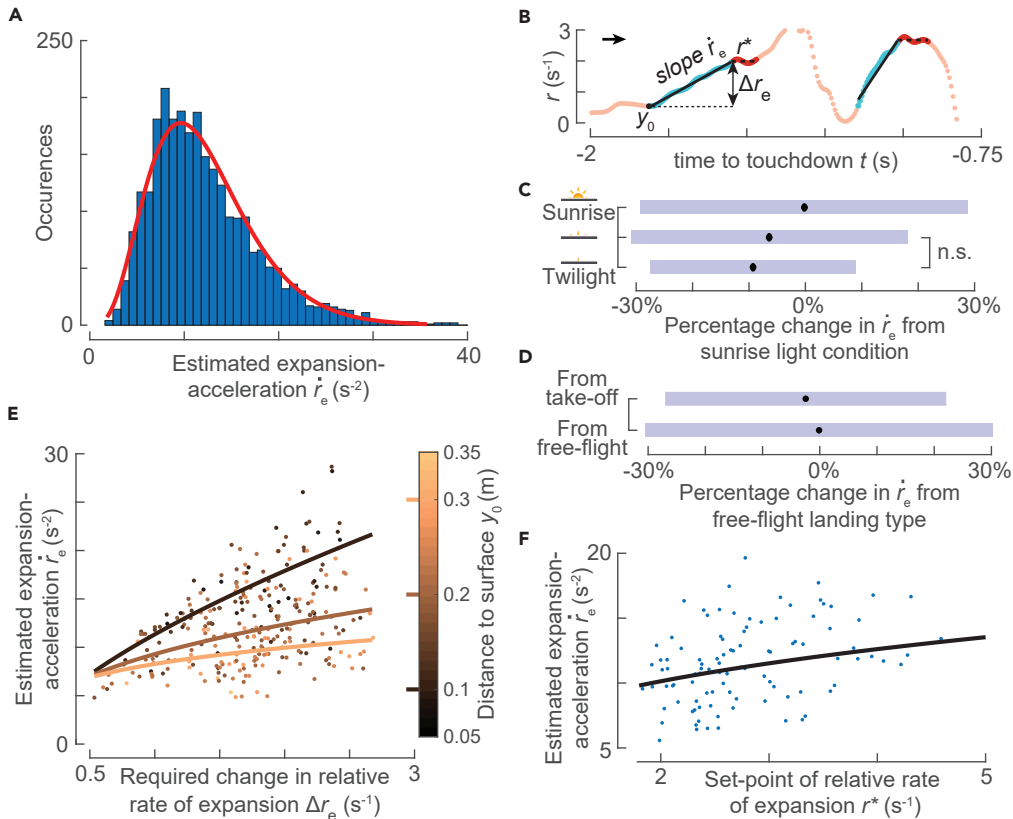 A
250
Occurences
0
0
40
Estimated expansion-
acceleration ṙe (s-2)
B
3
r (s-1)
0
slope ṙe
r*
Δre
y0
-2
-0.75
time to touchdown t (s)
C
Sunrise
Twilight
n.s.
-30%
0%
30%
Percentage change in ṙe from
sunrise light condition
D
From
take-off
From
free-flight
-30%
0%
30%
Percentage change in ṙe from
free-flight landing type
E
30
Estimated expansion-
acceleration ṙe (s-2)
0
0.5
3
Required change in relative
rate of expansion Δre (s-1)
0.35
0.3
0.2
0.1
0.05
Distance to surface y0 (m)
F
20
Estimated expansion-
acceleration ṙe (s-2)
5
2
5
Set-point of relative rate
of expansion r* (s-1)